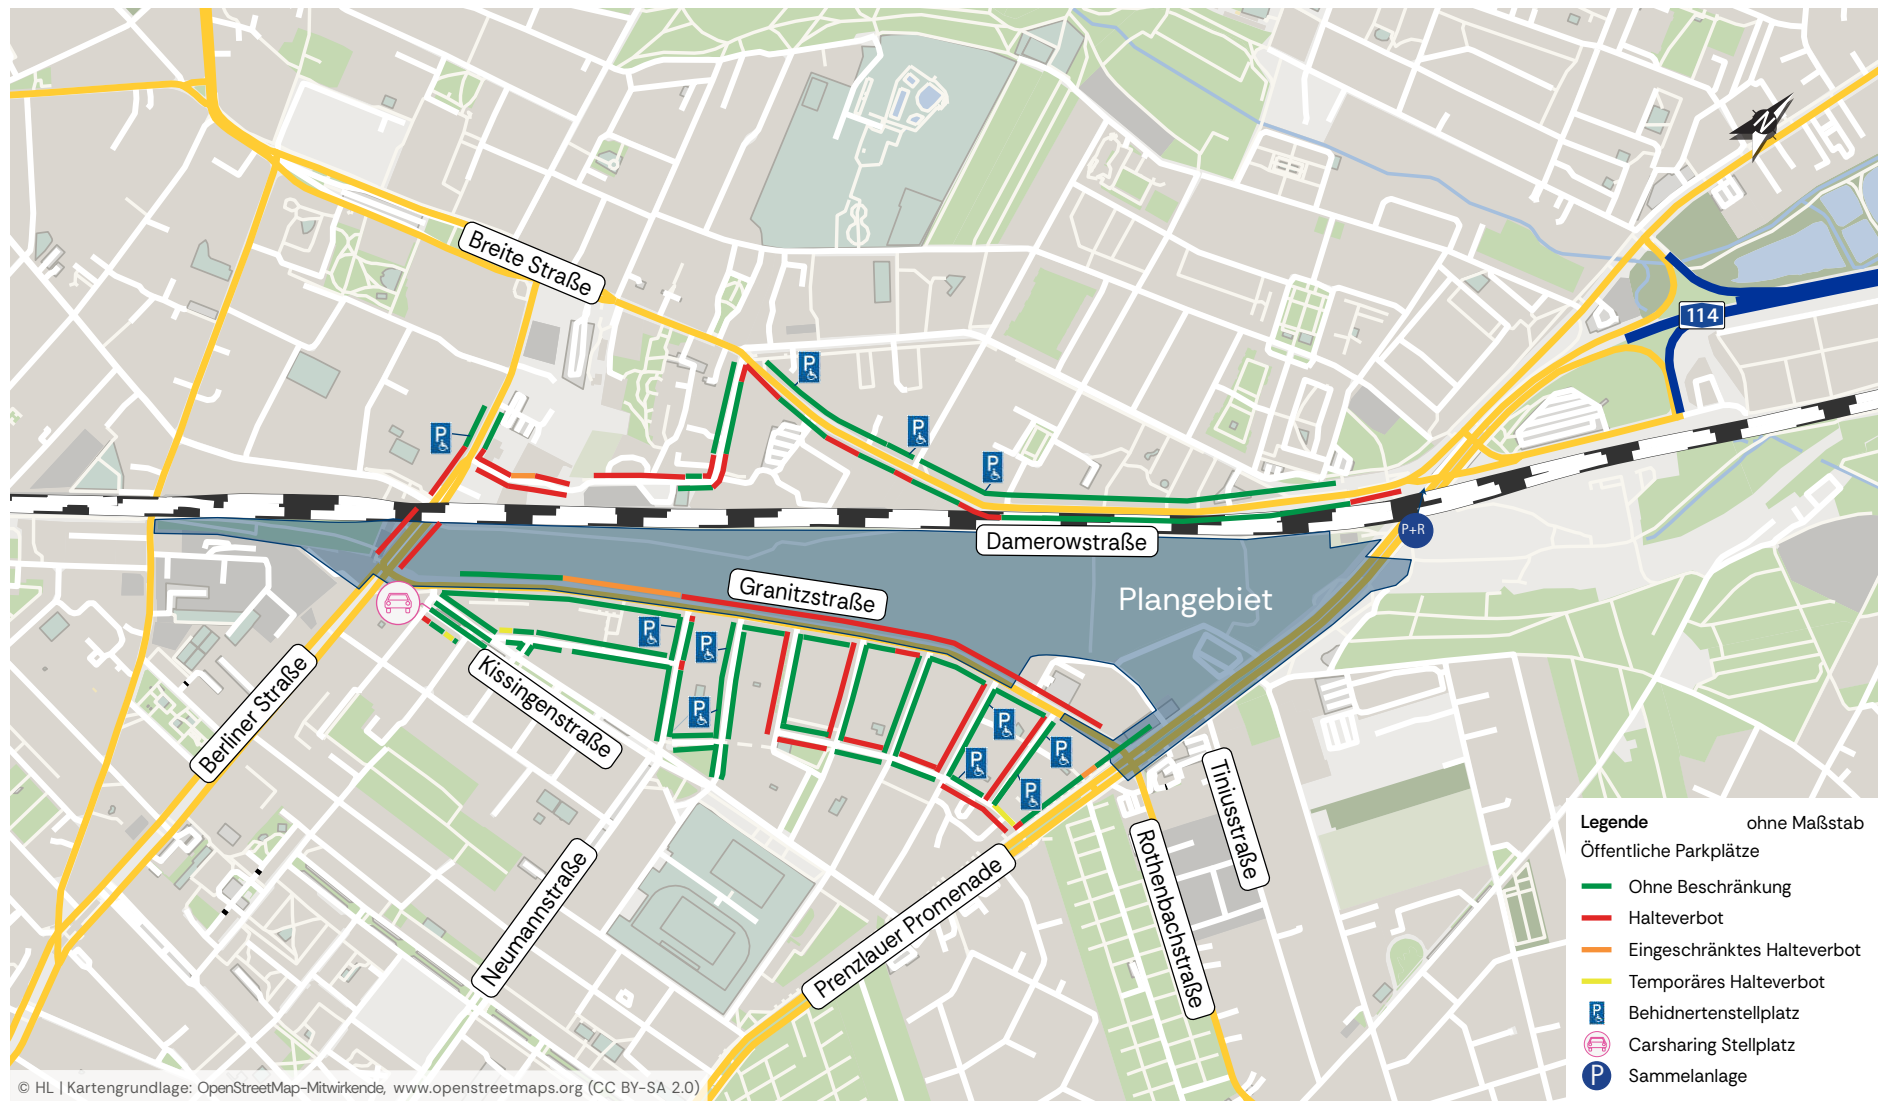 N
Breite Straße
114
P
P
P
P
Damerowstraße
P+R
Granitzstraße
Plangebiet
P
P
Kissingenstraße
P
P
P
P
P
Berliner Straße
Tiniusstraße
Neumannstraße
Prenzlauer Promenade
Rothenbachstraße
Legende
ohne Maßstab
Öffentliche Parkplätze
Ohne Beschränkung
Halteverbot
Eingeschränktes Halteverbot
Temporäres Halteverbot
P Behidnertenstellplatz
Carsharing Stellplatz
P Sammelanlage
© HL | Kartengrundlage: OpenStreetMap-Mitwirkende, www.openstreetmaps.org (CC BY-SA 2.0)